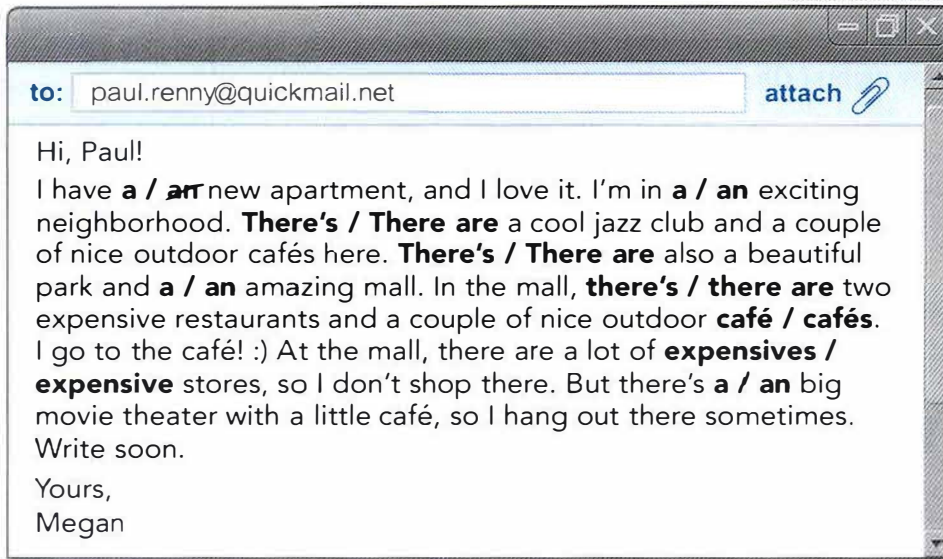 to: paul.renny@quickmail.net attach
Hi, Paul!
I have a / an new apartment, and I love it. I'm in a / an exciting
neighborhood. There's / There are a cool jazz club and a couple
of nice outdoor cafés here. There's / There are also a beautiful
park and a / an amazing mall. In the mall, there's / there are two
expensive restaurants and a couple of nice outdoor café / cafés.
I go to the café! :) At the mall, there are a lot of expensives /
expensive stores, so I don't shop there. But there's a / an big
movie theater with a little café, so I hang out there sometimes.
Write soon.
Yours,
Megan